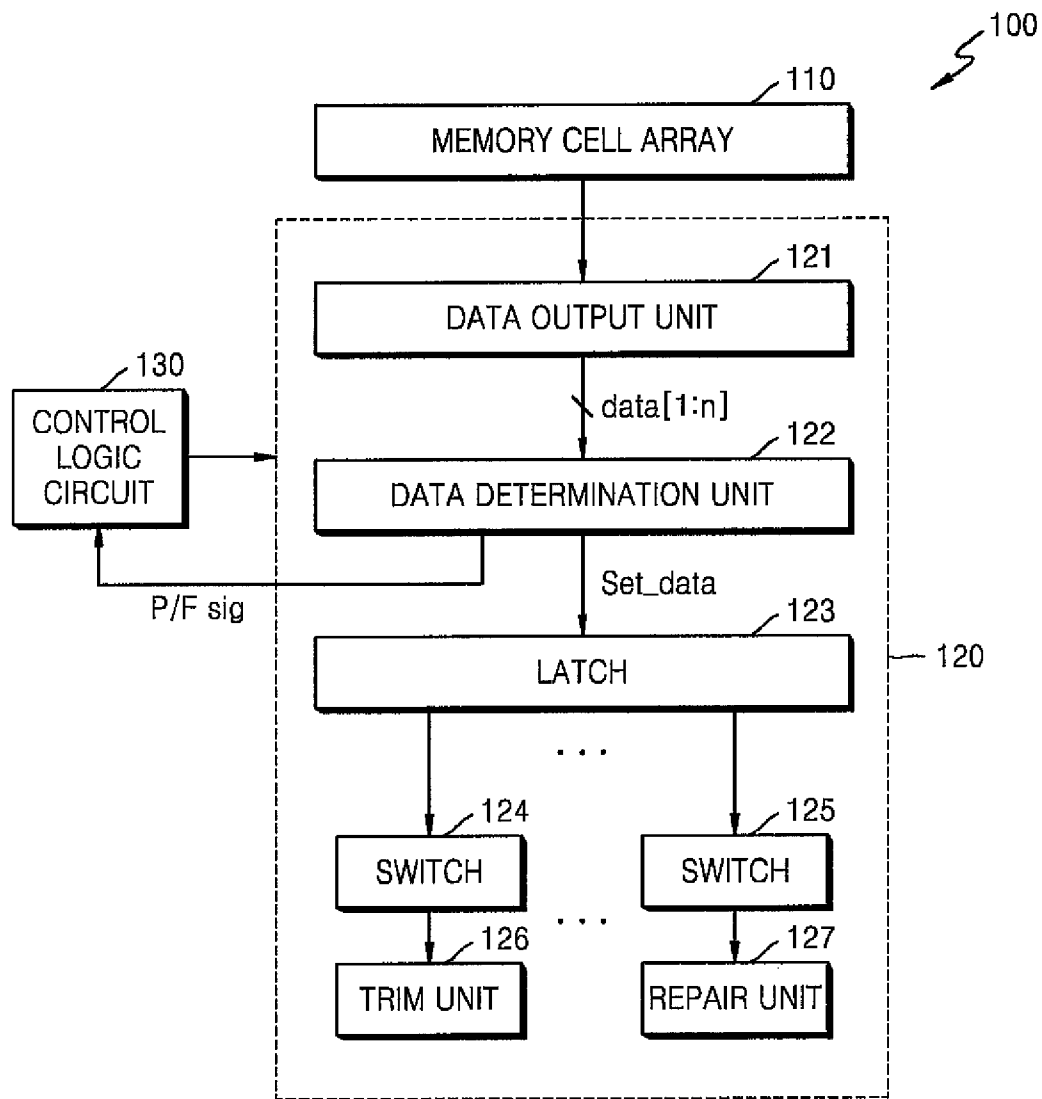 100
110
MEMORY CELL ARRAY
121
DATA OUTPUT UNIT
130
CONTROL
LOGIC
CIRCUIT
data[1:n]
122
DATA DETERMINATION UNIT
P/F sig
Set_data
123
LATCH
120
. . .
124
SWITCH
125
SWITCH
. . .
126
TRIM UNIT
127
REPAIR UNIT